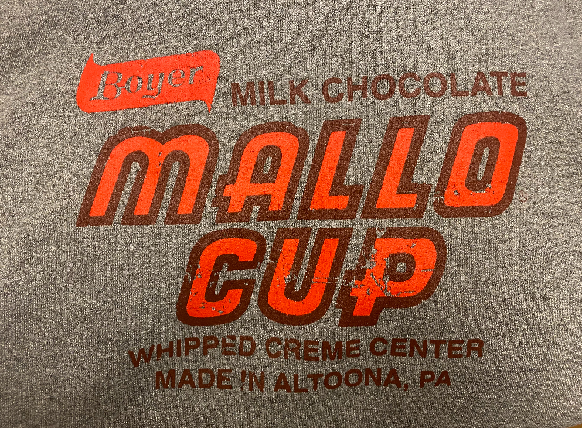 Boyer
MILK CHOCOLATE
MALLO
CUP
WHIPPED CREME CENTER
MADE IN ALTOONA, PA